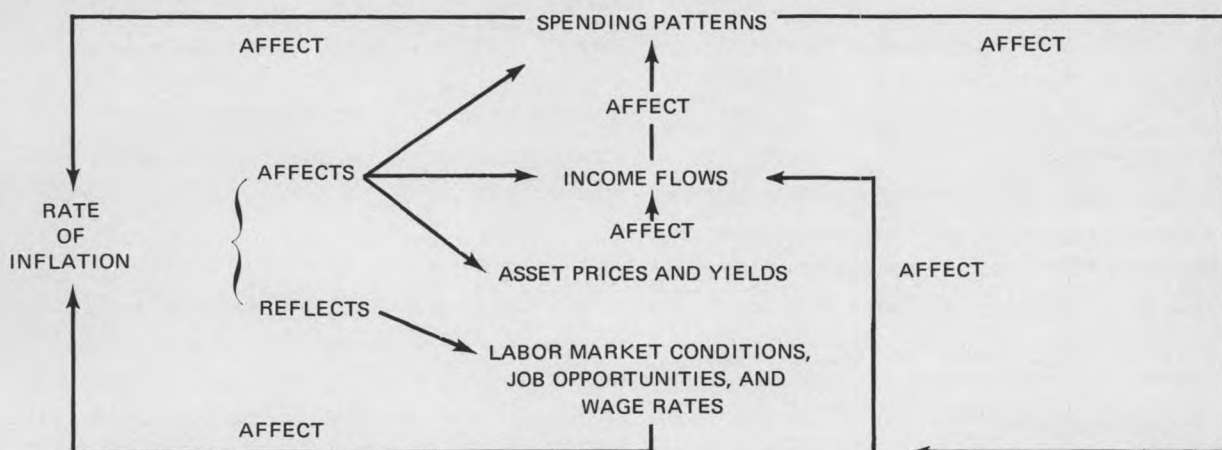 SPENDING PATTERNS
AFFECT
AFFECT
AFFECT
AFFECTS
INCOME FLOWS
RATE
OF
INFLATION
AFFECT
ASSET PRICES AND YIELDS
AFFECT
REFLECTS
LABOR MARKET CONDITIONS,
JOB OPPORTUNITIES, AND
WAGE RATES
AFFECT